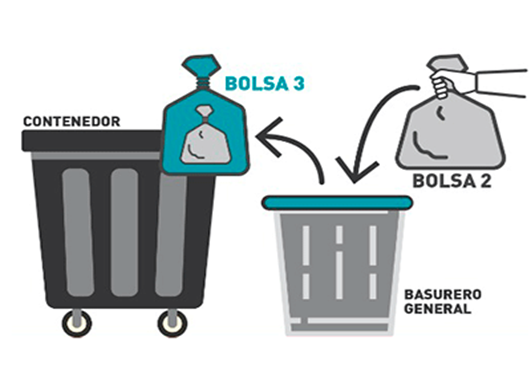 BOLSA 3
CONTENEDOR
BOLSA 2
BASURERO
GENERAL